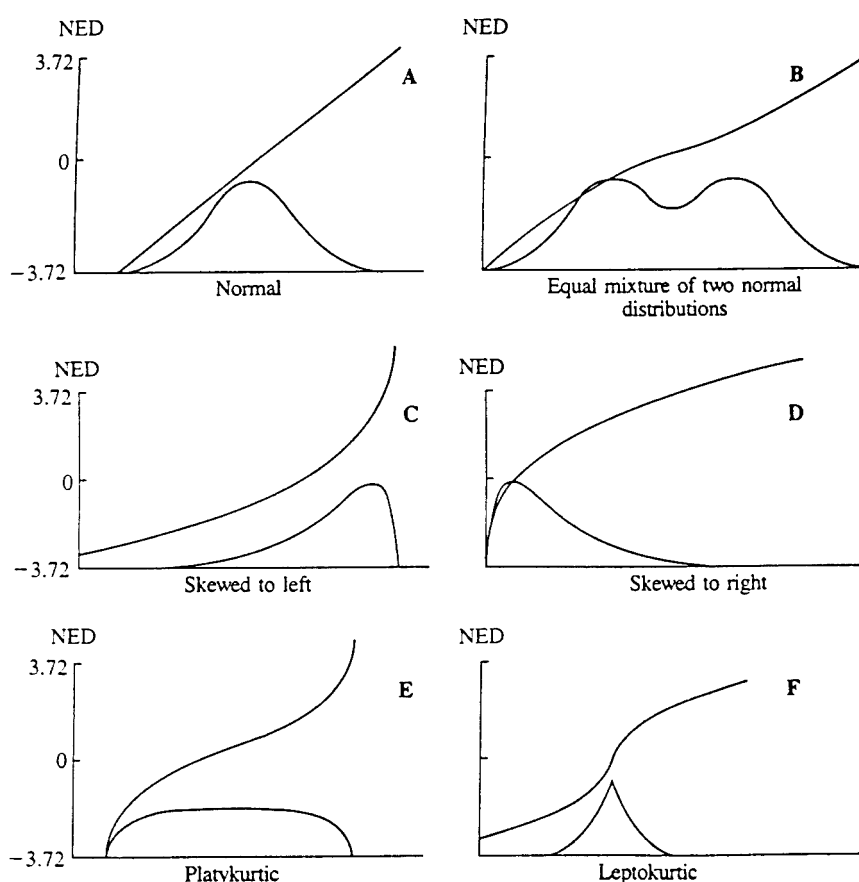 NED
3.72
0
−3.72
A
Normal
NED
B
Equal mixture of two normal
distributions
NED
3.72
0
−3.72
C
Skewed to left
NED
D
Skewed to right
NED
3.72
0
−3.72
E
Platykurtic
NED
F
Leptokurtic